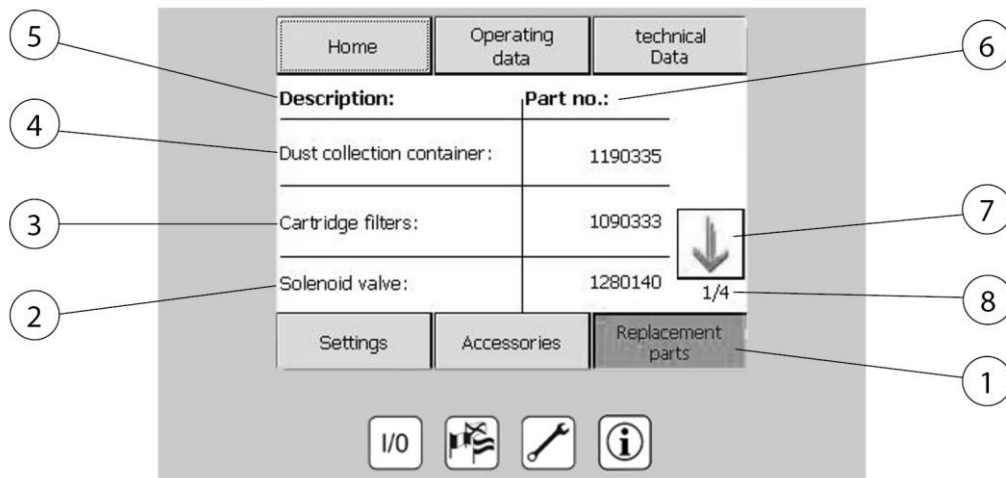 5
6
4
3
7
2
8
1
Home
Operating
data
technical
Data
Description:
Part no.:
Dust collection container:
1190335
Cartridge filters:
1090333
Solenoid valve:
1280140
1/4
Settings
Accessories
Replacement
parts
I/0